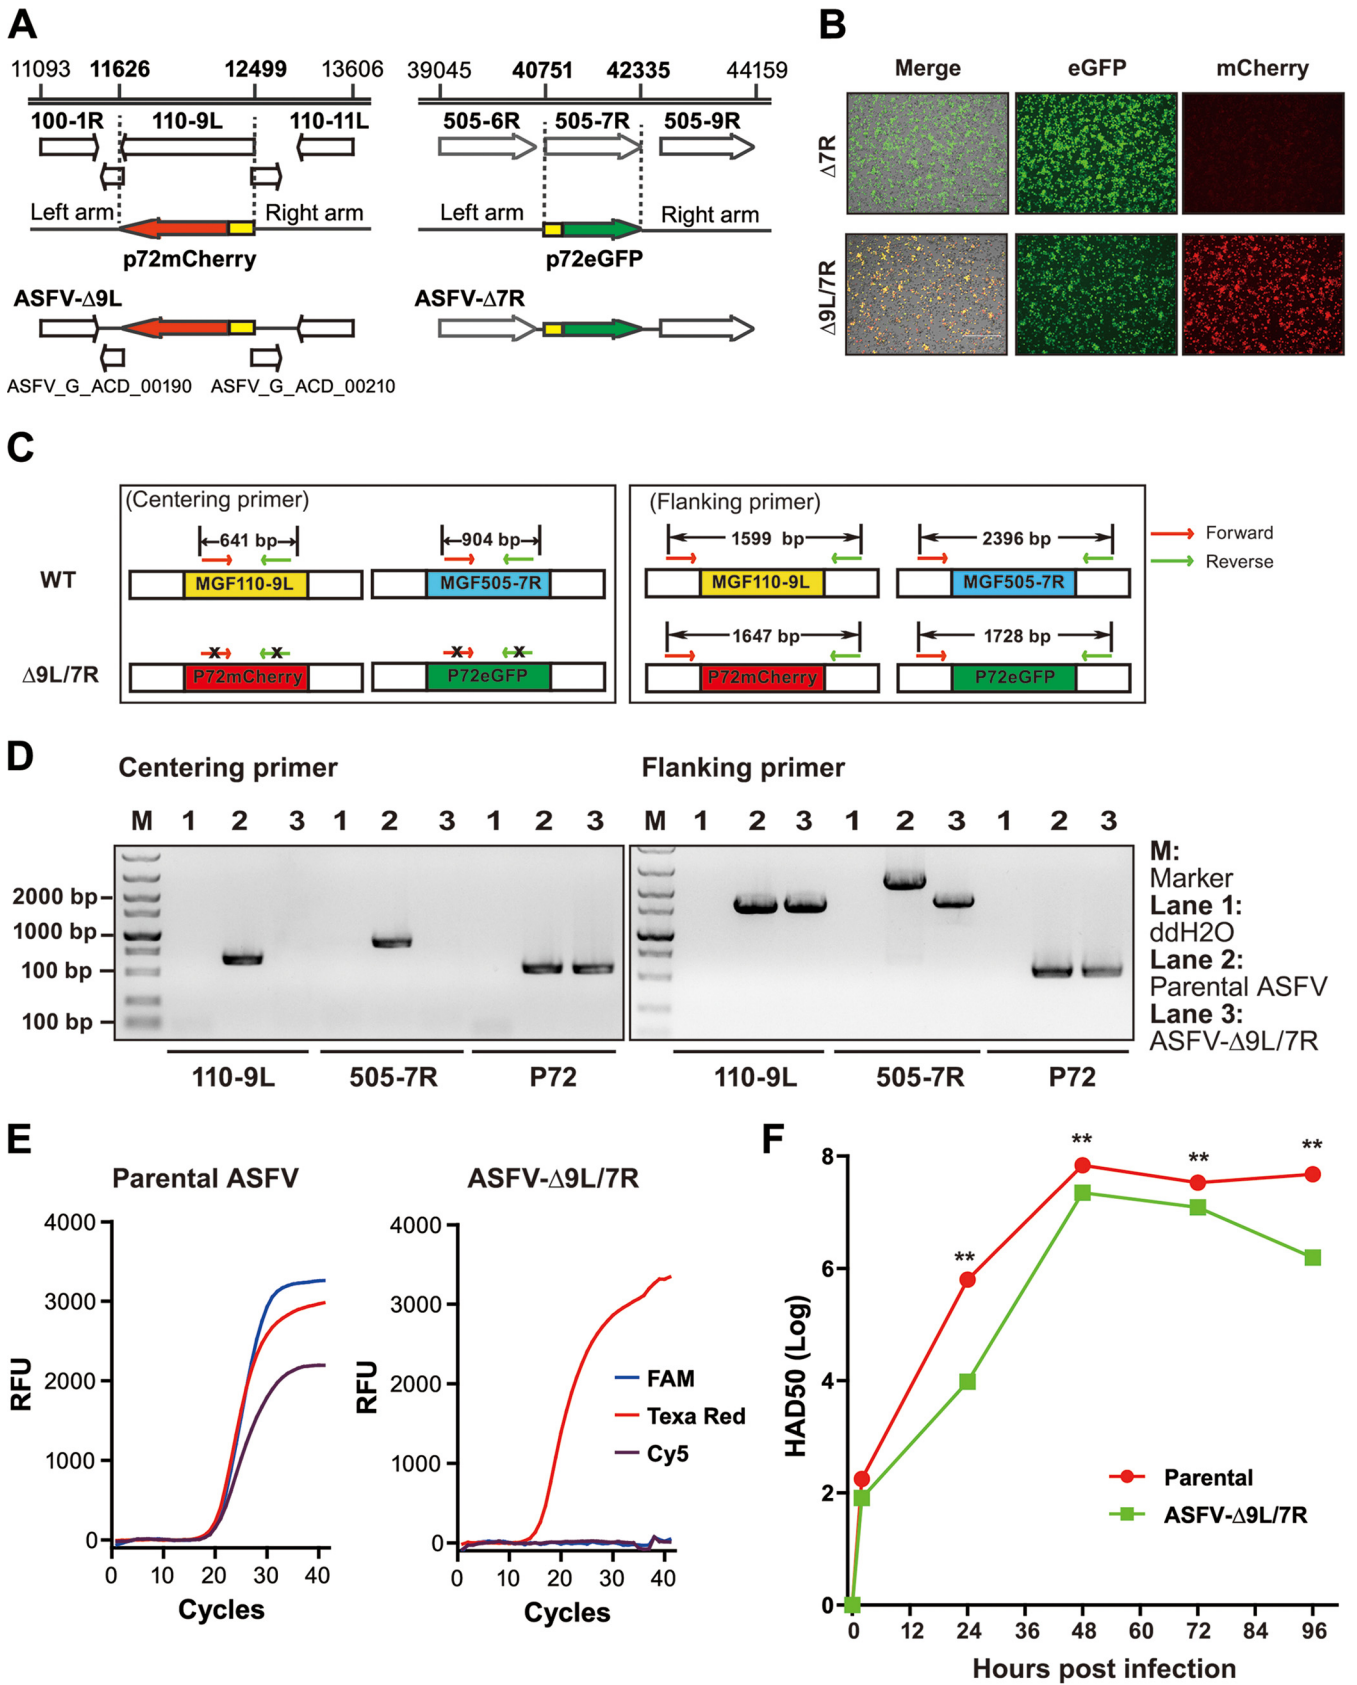 A
11093 11626 12499 13606
39045 40751 42335 44159
100-1R 110-9L 110-11L
505-6R 505-7R 505-9R
Left arm Right arm
Left arm Right arm
p72mCherry
p72eGFP
ASFV-Δ9L
ASFV-Δ7R
ASFV_G_ACD_00190 ASFV_G_ACD_00210
B
Merge eGFP mCherry
Δ7R
Δ9L/7R
C
(Centering primer)
(Flanking primer)
641 bp 904 bp
1599 bp 2396 bp
Forward
Reverse
WT
MGF110-9L MGF505-7R
MGF110-9L MGF505-7R
1647 bp 1728 bp
x x x x
Δ9L/7R
P72mCherry P72eGFP
P72mCherry P72eGFP
D
Centering primer
Flanking primer
M 1 2 3 1 2 3 1 2 3
M 1 2 3 1 2 3 1 2 3
2000 bp
1000 bp
100 bp
100 bp
110-9L 505-7R P72
110-9L 505-7R P72
M:
Marker
Lane 1:
ddH2O
Lane 2:
Parental ASFV
Lane 3:
ASFV-Δ9L/7R
E
Parental ASFV
4000
3000
2000
1000
0
RFU
0 10 20 30 40
Cycles
ASFV-Δ9L/7R
4000
3000
2000
1000
0
RFU
0 10 20 30 40
Cycles
FAM
Texa Red
Cy5
F
8
6
4
2
0
HAD50 (Log)
** ** ** **
Parental
ASFV-Δ9L/7R
0 12 24 36 48 60 72 84 96
Hours post infection